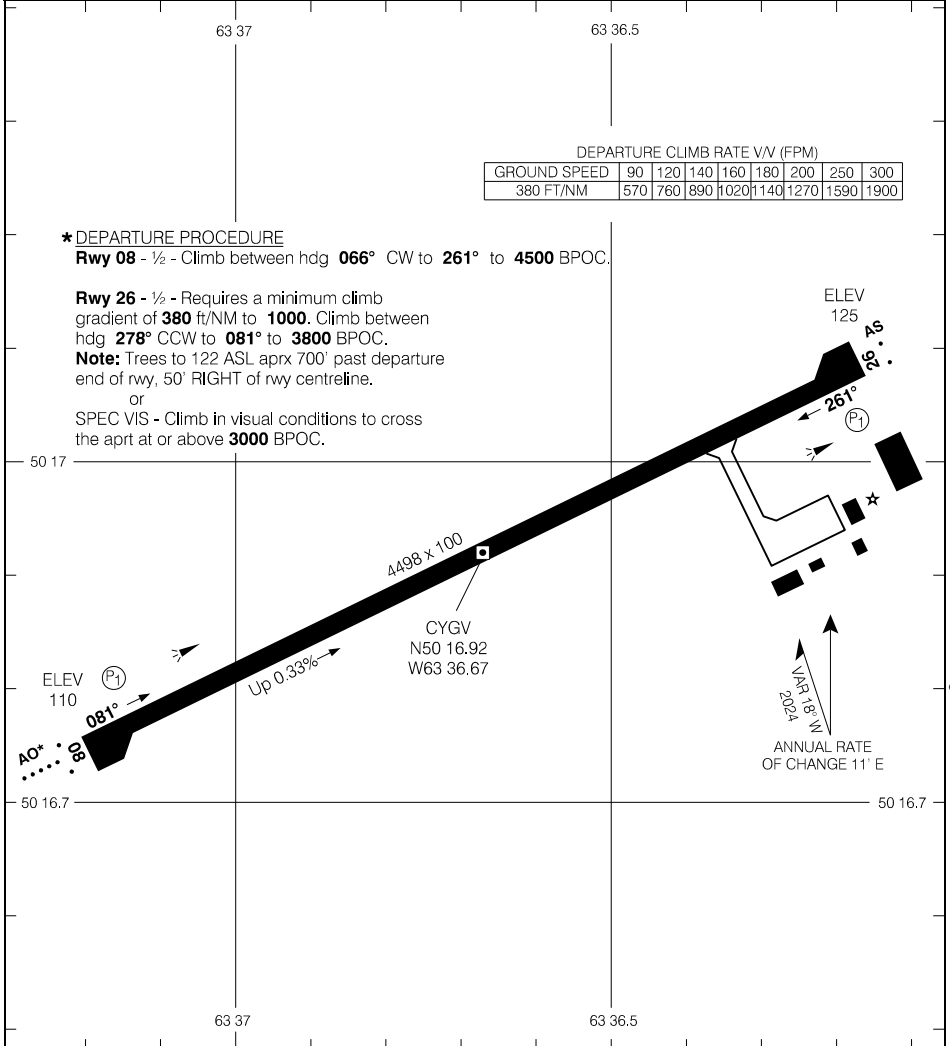 63 37
63 36.5
DEPARTURE CLIMB RATE V/V (FPM)
GROUND SPEED 90 120 140 160 180 200 250 300
380 FT/NM 570 760 890 1020 1140 1270 1590 1900
* DEPARTURE PROCEDURE
Rwy 08 - ½ - Climb between hdg 066° CW to 261° to 4500 BPOC.
Rwy 26 - ½ - Requires a minimum climb
gradient of 380 ft/NM to 1000. Climb between
hdg 278° CCW to 081° to 3800 BPOC.
Note: Trees to 122 ASL aprx 700' past departure
end of rwy, 50' RIGHT of rwy centreline.
or
SPEC VIS - Climb in visual conditions to cross
the aprt at or above 3000 BPOC.
ELEV
125
AS
26
261°
P1
50 17
4498 x 100
CYGV
N50 16.92
W63 36.67
Up 0.33%
ELEV
110
P1
081°
08
AO*
VAR 18° W
2024
ANNUAL RATE
OF CHANGE 11' E
50 16.7
50 16.7
63 37
63 36.5